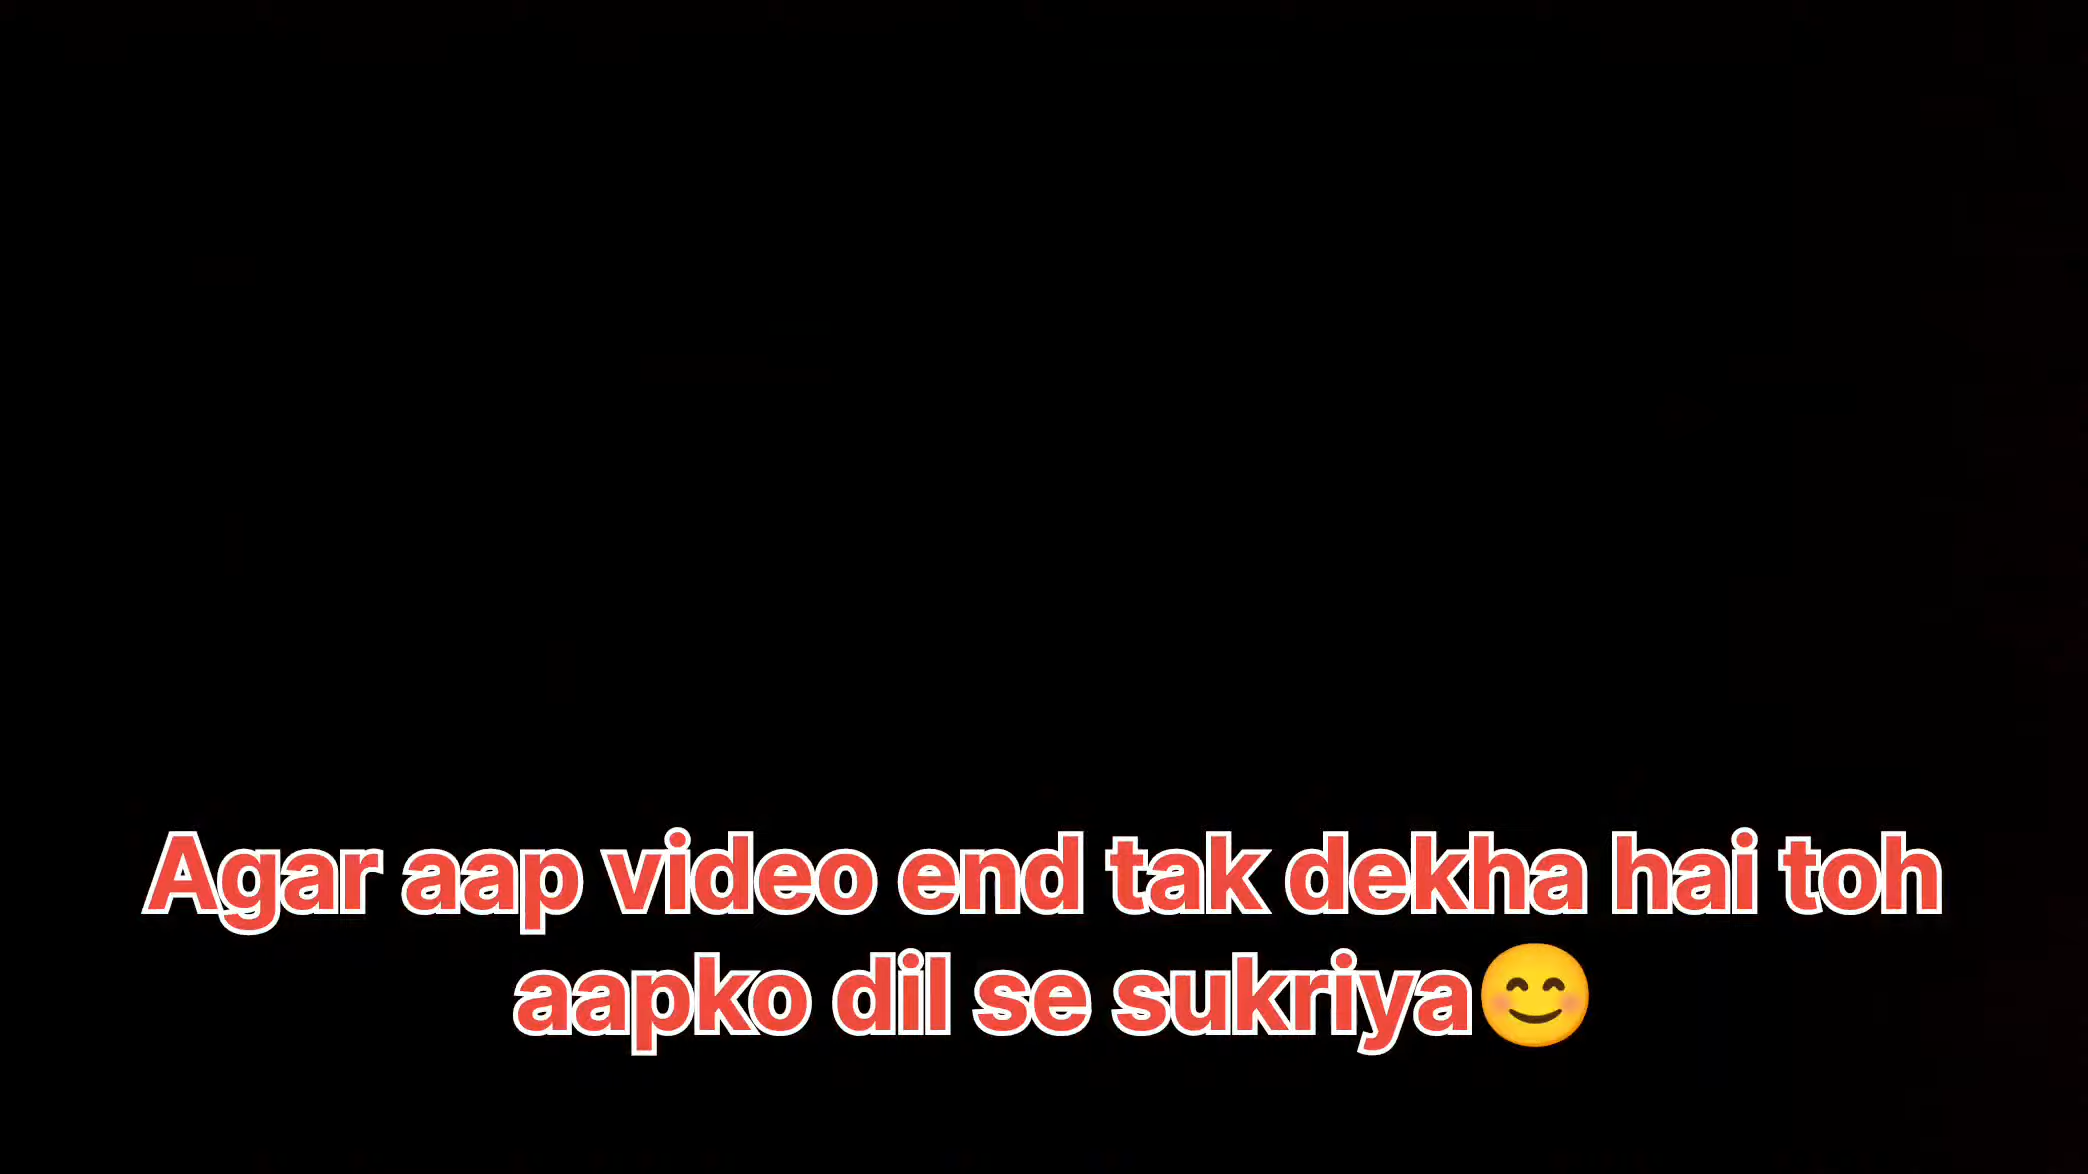 Agar aap video end tak dekha hai toh
aapko dil se sukriya😊